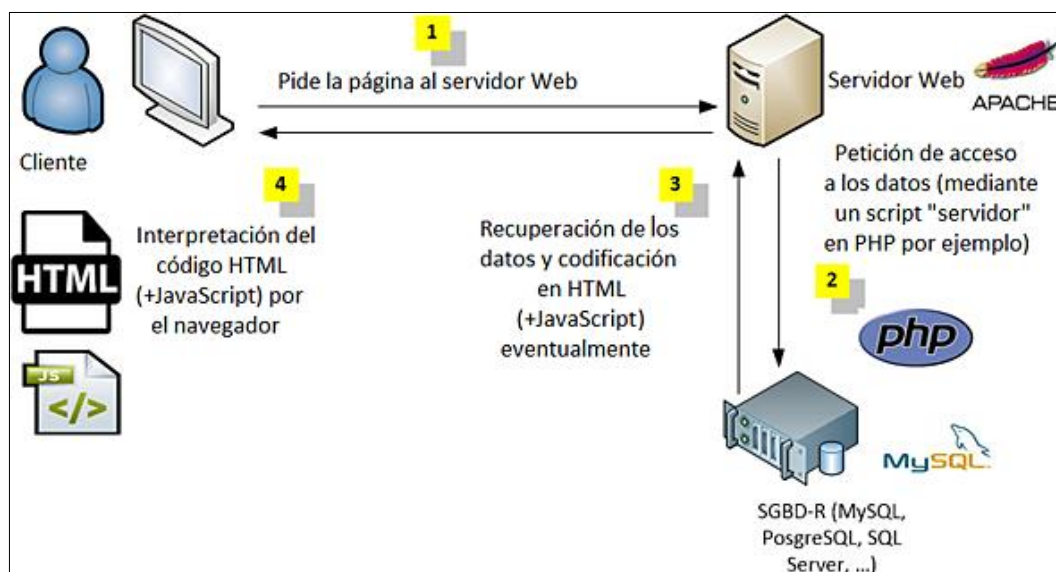 1
Pide la página al servidor Web
Servidor Web
APACHE
Cliente
Petición de acceso
a los datos (mediante
un script "servidor"
en PHP por ejemplo)
4
Interpretación del
código HTML
(+JavaScript) por
el navegador
3
Recuperación de los
datos y codificación
en HTML
(+JavaScript)
eventualmente
2
php
HTML
JS
</>
MySQL
SGBD-R (MySQL,
PosgreSQL, SQL
Server, ...)